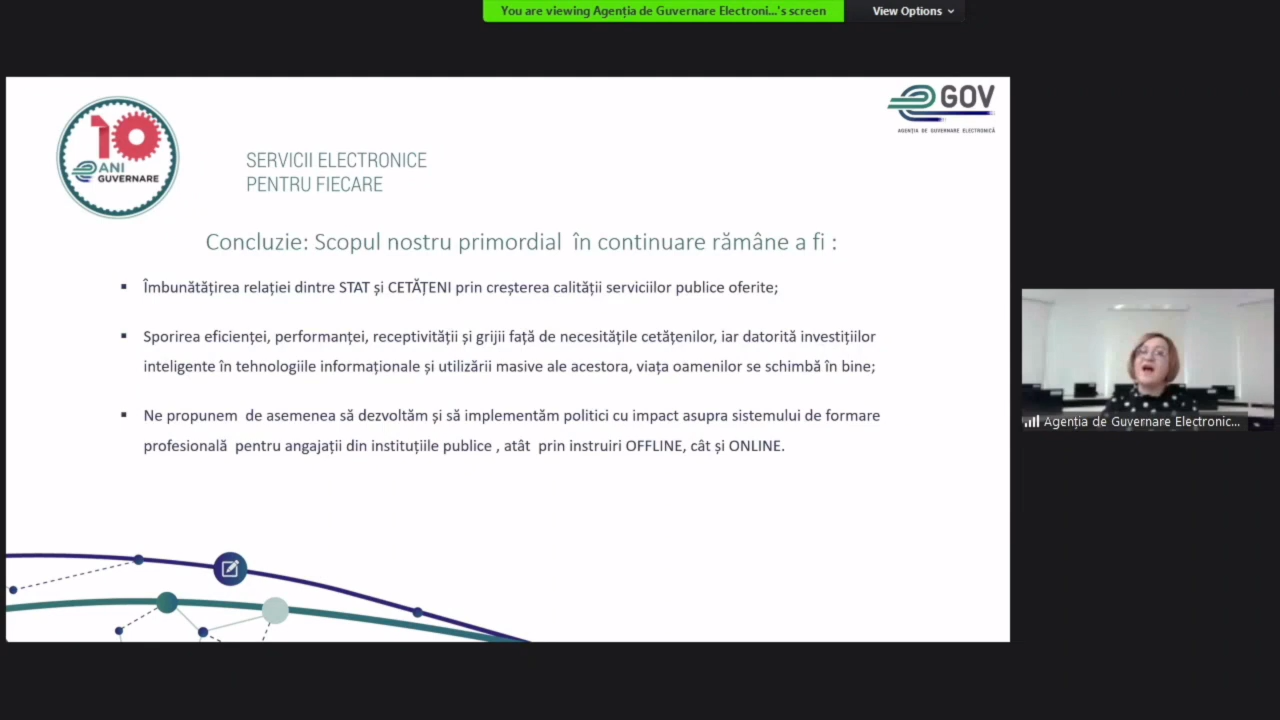 You are viewing Agenția de Guvernare Electroni...'s screen
View Options
10
ANI
GUVERNARE
SERVICII ELECTRONICE
PENTRU FIECARE
eGOV
AGENȚIA DE GUVERNARE ELECTRONICĂ
Concluzie: Scopul nostru primordial în continuare rămâne a fi :
▪ Îmbunătățirea relației dintre STAT și CETĂȚENI prin creșterea calității serviciilor publice oferite;
▪ Sporirea eficienței, performanței, receptivității și grijii față de necesitățile cetățenilor, iar datorită investițiilor
inteligente în tehnologiile informaționale și utilizării masive ale acestora, viața oamenilor se schimbă în bine;
▪ Ne propunem de asemenea să dezvoltăm și să implementăm politici cu impact asupra sistemului de formare
profesională pentru angajații din instituțiile publice , atât prin instruiri OFFLINE, cât și ONLINE.
Agenția de Guvernare Electronic...